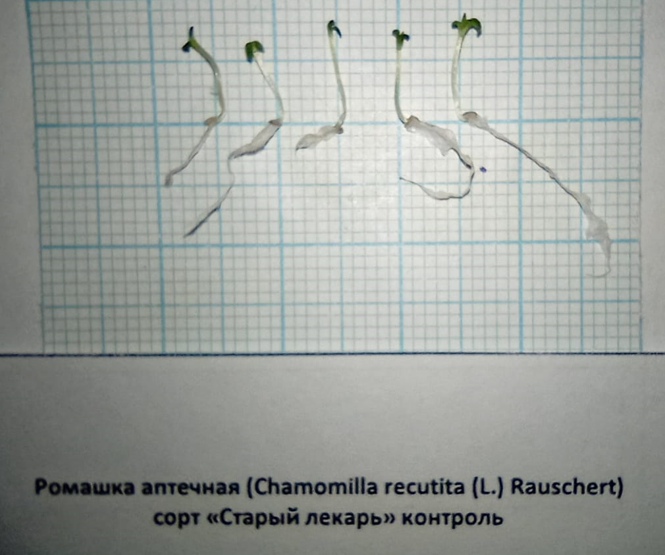 Ромашка аптечная (Chamomilla recutita (L.) Rauschert)
сорт «Старый лекарь» контроль